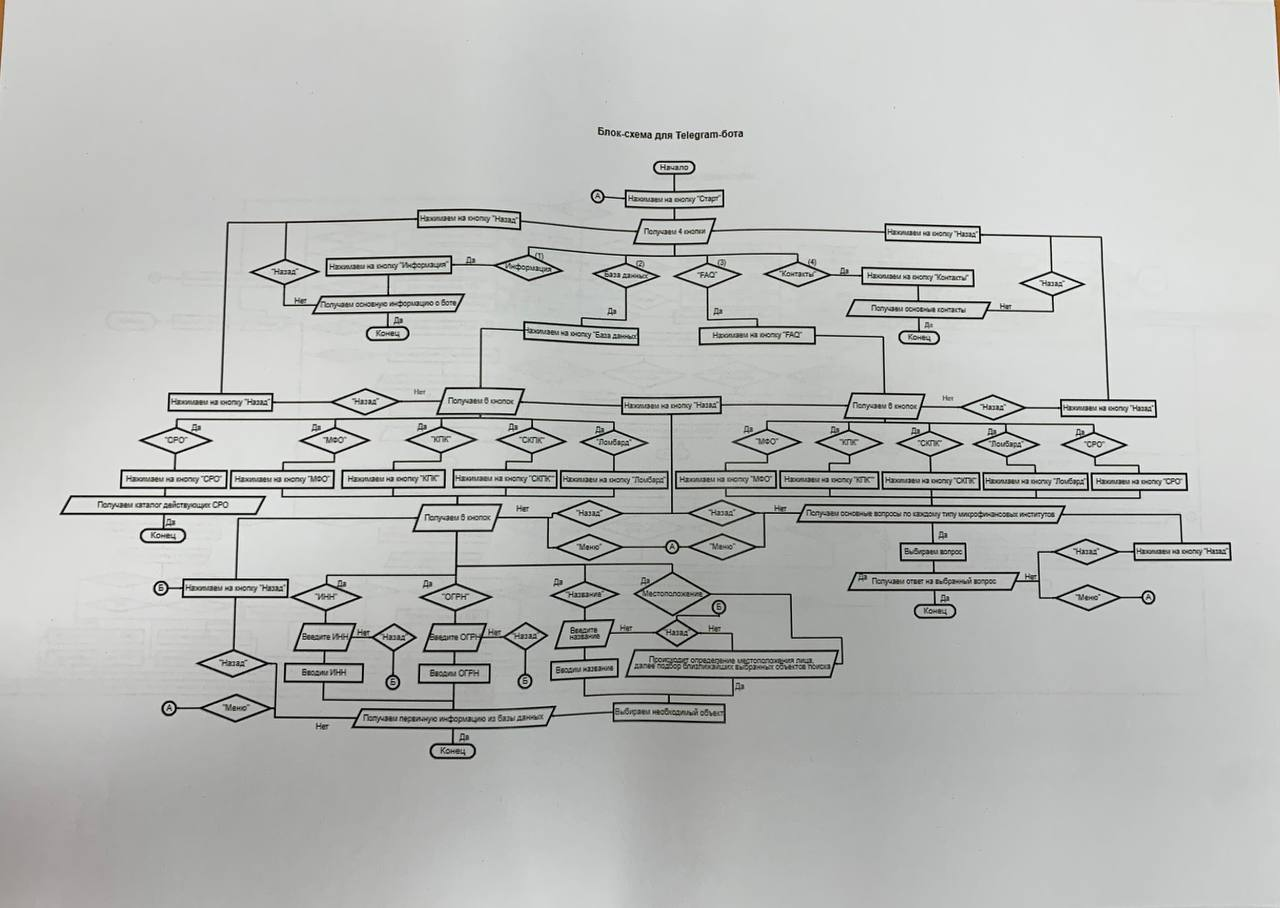 Блок-схема для Telegram-бота
Начало
А
Нажимаем на кнопку "Старт"
Нажимаем на кнопку "Назад"
Получаем 4 кнопки
Нажимаем на кнопку "Назад"
"Назад"
Нажимаем на кнопку "Информация"
Да
(1)
Информация
(2)
База данных
(3)
"FAQ"
(4)
"Контакты"
Да
Нажимаем на кнопку "Контакты"
"Назад"
Нет
Получаем основную информацию о боте
Да
Конец
Да
Нажимаем на кнопку "База данных
Да
Нажимаем на кнопку "FAQ"
Получаем основные контакты
Нет
Да
Конец
Нажимаем на кнопку "Назад"
"Назад"
Нет
Получаем 6 кнопок
Нажимаем на кнопку "Назад"
Получаем 6 кнопок
Нет
"Назад"
Нажимаем на кнопку "Назад"
Да
"СРО"
Да
"МФО"
Да
"КПК"
Да
"СКПК"
Да
"Ломбард"
Да
"МФО"
Да
"КПК"
Да
"СКПК"
Да
"Ломбард"
Да
"СРО"
Нажимаем на кнопку "СРО"
Нажимаем на кнопку "МФО"
Нажимаем на кнопку "КПК"
Нажимаем на кнопку "СКПК"
Нажимаем на кнопку "Ломбард"
Нажимаем на кнопку "МФО"
Нажимаем на кнопку "КПК"
Нажимаем на кнопку "СКПК"
Нажимаем на кнопку "Ломбард"
Нажимаем на кнопку "СРО"
Получаем каталог действующих СРО
Да
Конец
Получаем 6 кнопок
Нет
"Назад"
"Назад"
Нет
Получаем основные вопросы по каждому типу микрофинансовых институтов
"Меню"
А
"Меню"
Да
Выбираем вопрос
"Назад"
Нажимаем на кнопку "Назад"
Да
Получаем ответ на выбранный вопрос
Нет
"Меню"
А
Да
Конец
Б
Нажимаем на кнопку "Назад"
Да
"ИНН"
Да
"ОГРН"
Да
"Название"
Да
"Местоположение
Б
Введите ИНН
Нет
"Назад"
Введите ОГРН
Нет
"Назад"
Введите
название
Нет
"Назад
Нет
"Назад"
Вводим ИНН
Б
Вводим ОГРН
Б
Вводим название
Происходит определение местоположения лица,
далее подбор ближайших выбранных объектов поиска
Да
А
"Меню"
Нет
Получаем первичную информацию из базы данных
Выбираем необходимый объект
Да
Конец